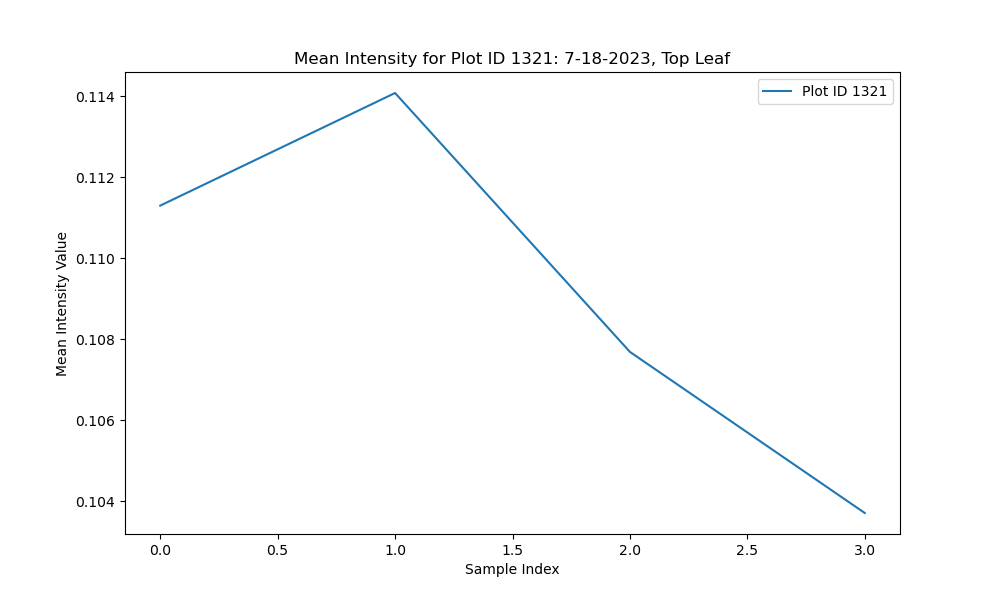 Mean Intensity for Plot ID 1321: 7-18-2023, Top Leaf
Plot ID 1321
Mean Intensity Value
0.114
0.112
0.110
0.108
0.106
0.104
0.0 0.5 1.0 1.5 2.0 2.5 3.0
Sample Index